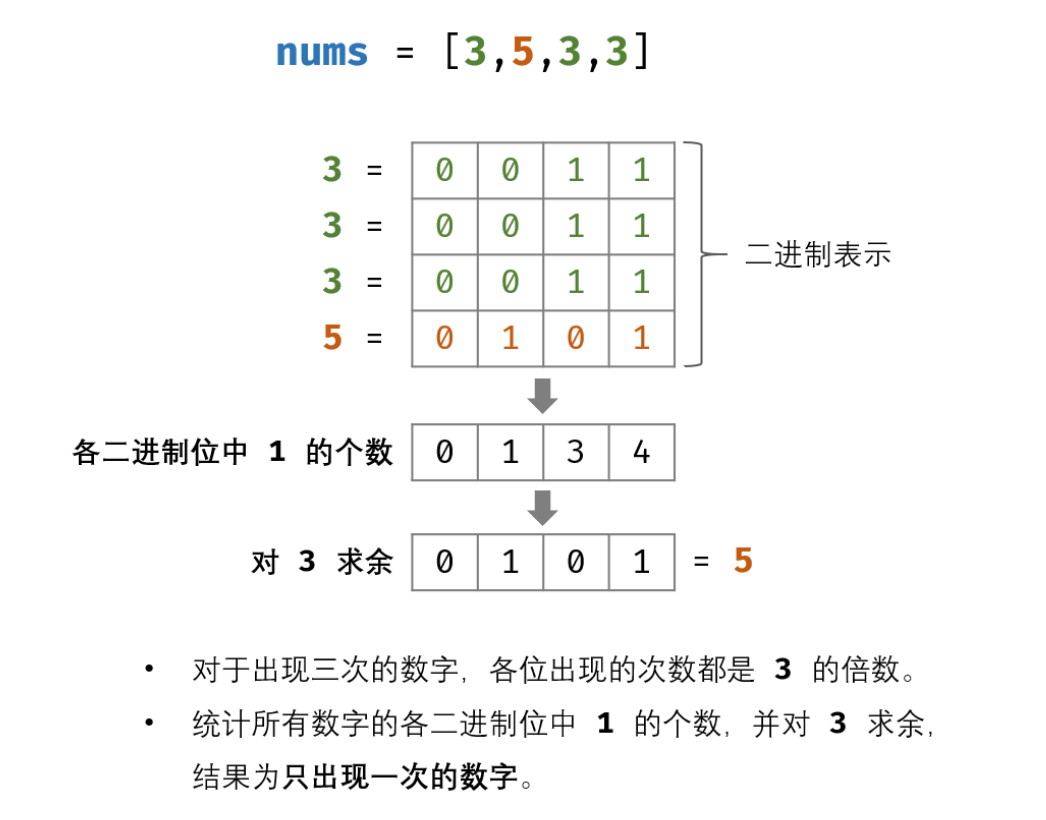 nums = [3,5,3,3]
3 = 0 0 1 1
3 = 0 0 1 1
二进制表示
3 = 0 0 1 1
5 = 0 1 0 1
各二进制位中 1 的个数 0 1 3 4
对 3 求余 0 1 0 1 = 5
• 对于出现三次的数字，各位出现的次数都是 3 的倍数。
• 统计所有数字的各二进制位中 1 的个数，并对 3 求余，
结果为只出现一次的数字。